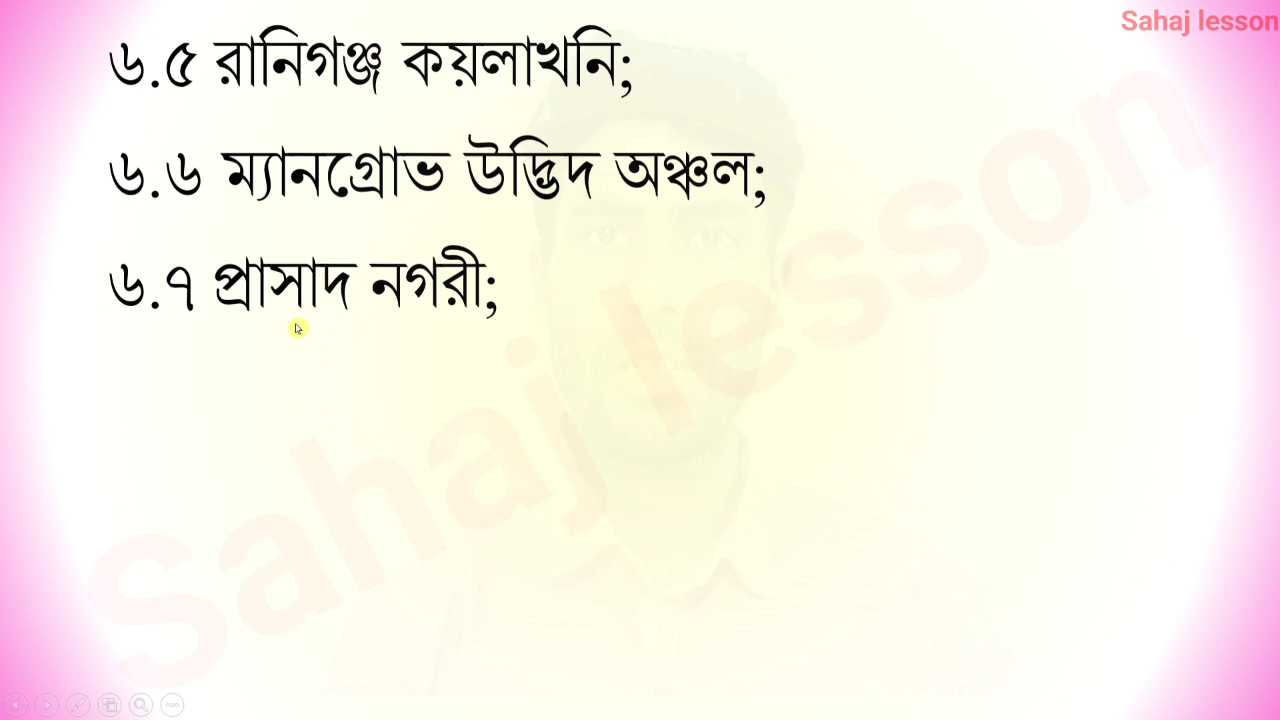 Sahaj lesson
৬.৫ রানিগঞ্জ কয়লাখনি;
৬.৬ ম্যানগ্রোভ উদ্ভিদ অঞ্চল;
৬.৭ প্রাসাদ নগরী;
Sahaj lesson